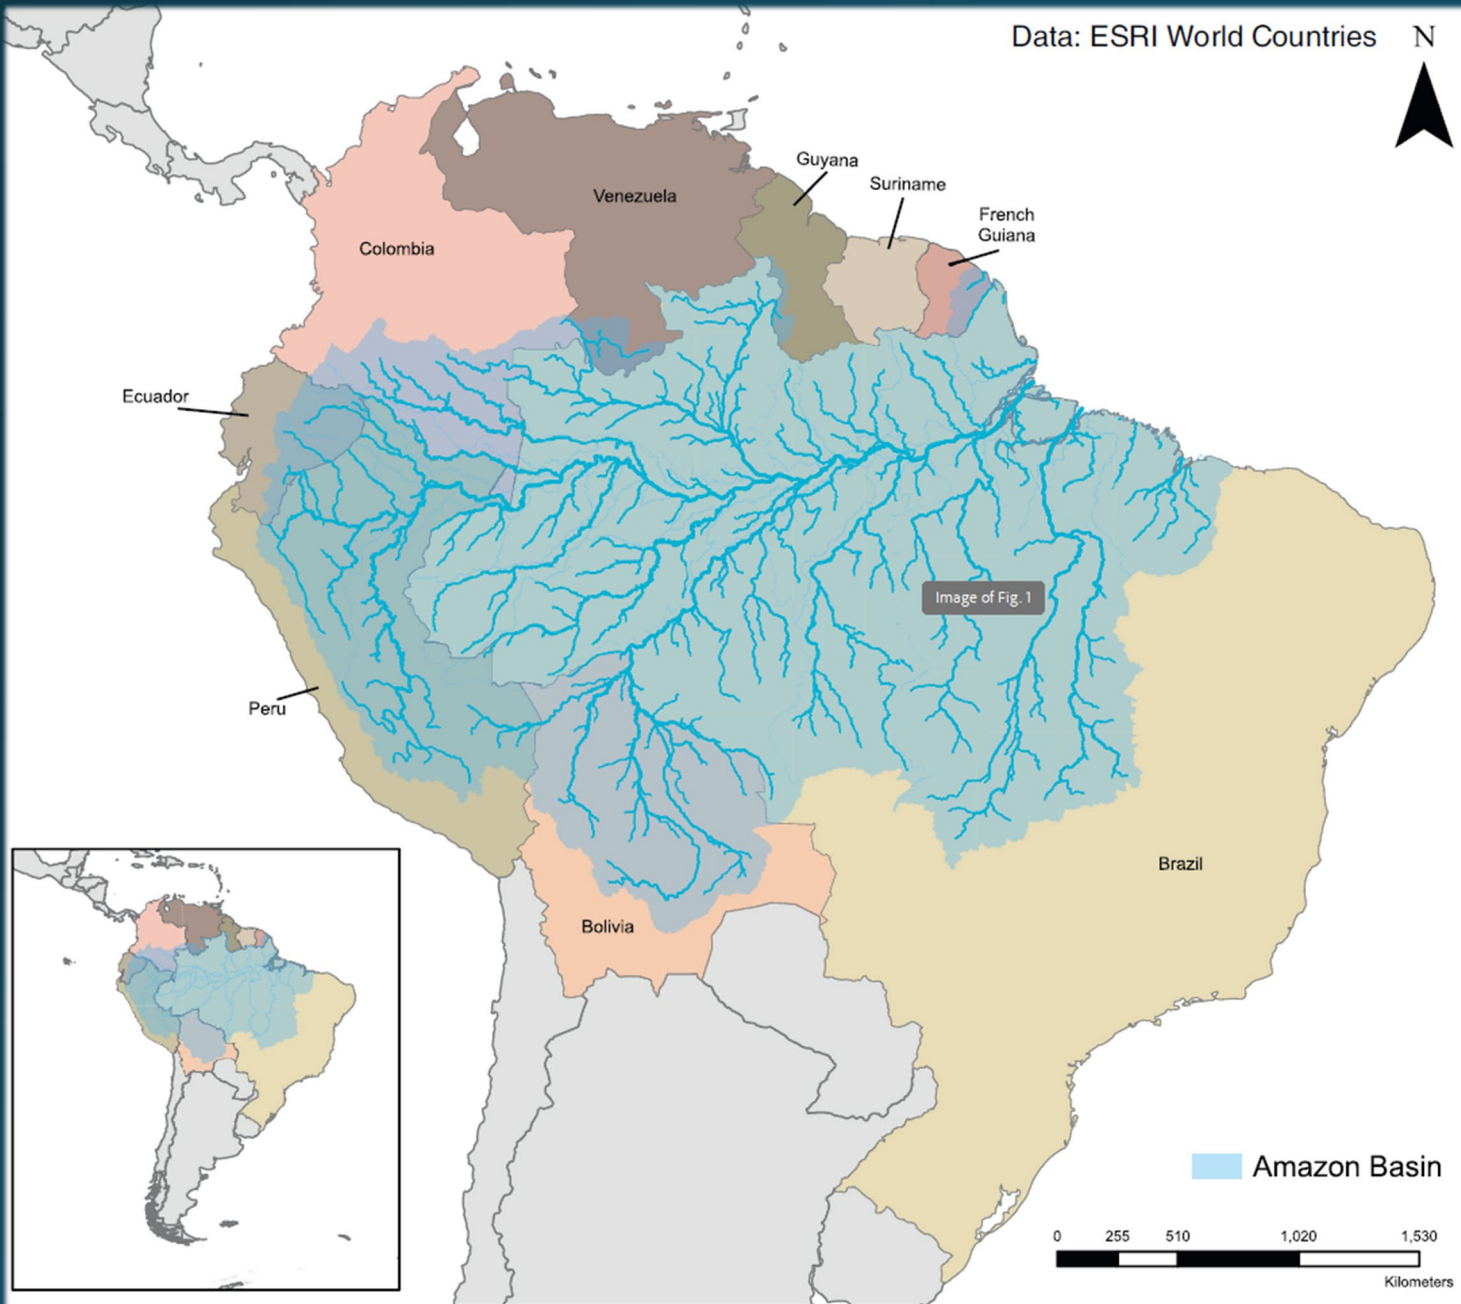 Data: ESRI World Countries
N
Guyana
Suriname
French
Guiana
Venezuela
Colombia
Ecuador
Image of Fig. 1
Peru
Brazil
Bolivia
Amazon Basin
0 255 510 1,020 1,530
Kilometers